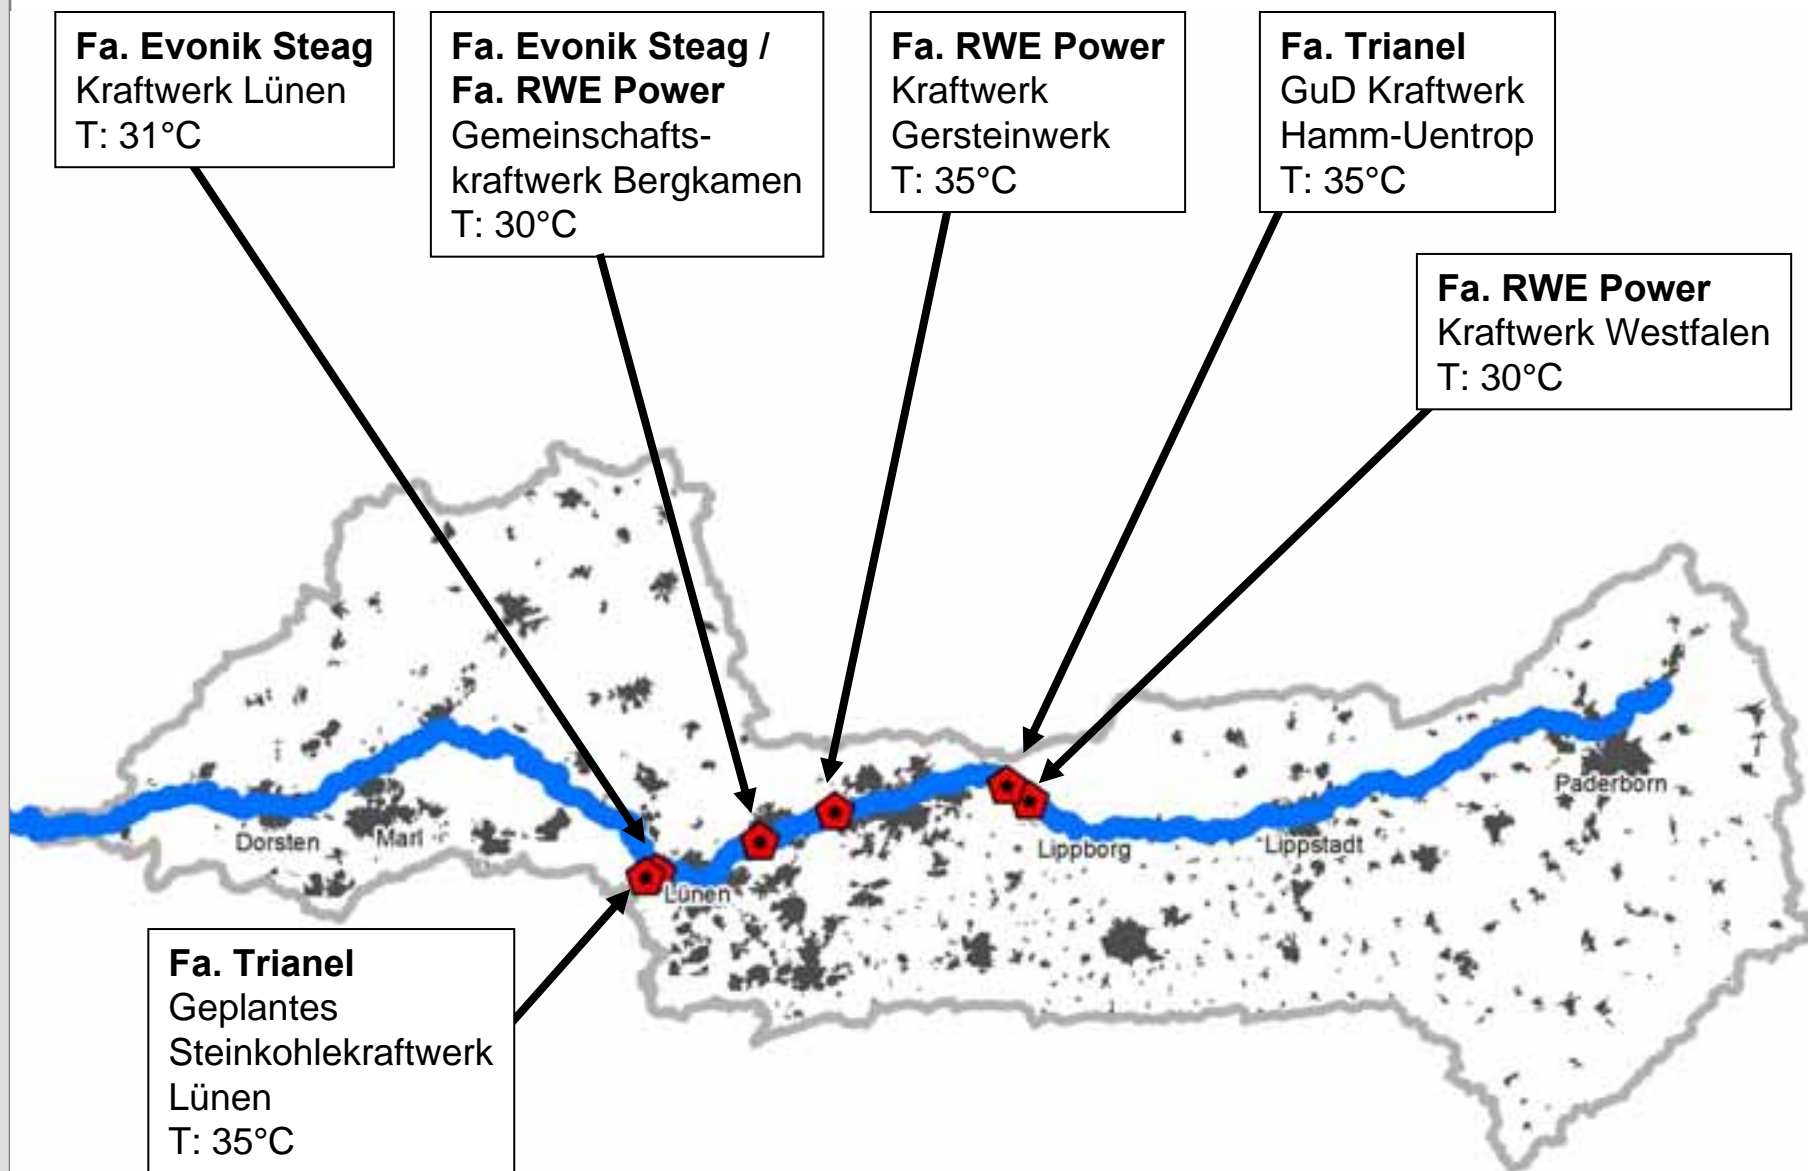 Fa. Evonik Steag
Kraftwerk Lünen
T: 31°C
Fa. Evonik Steag /
Fa. RWE Power
Gemeinschafts-
kraftwerk Bergkamen
T: 30°C
Fa. RWE Power
Kraftwerk
Gersteinwerk
T: 35°C
Fa. Trianel
GuD Kraftwerk
Hamm-Uentrop
T: 35°C
Fa. RWE Power
Kraftwerk Westfalen
T: 30°C
Paderborn
Dorsten
Marl
Lippborg
Lippstadt
Lünen
Fa. Trianel
Geplantes
Steinkohlekraftwerk
Lünen
T: 35°C